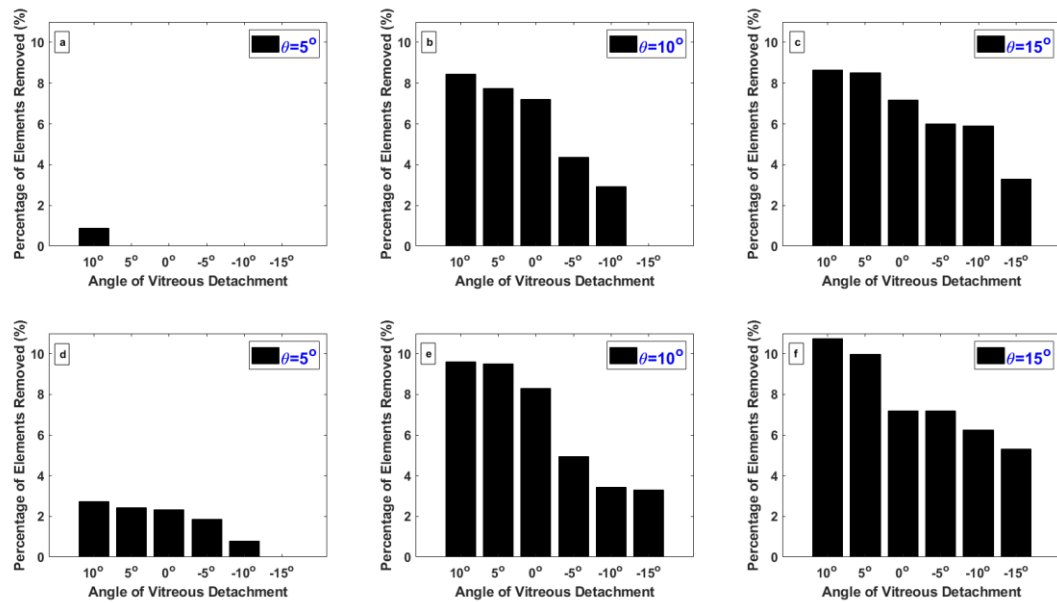 a
θ=5°
Percentage of Elements Removed (%)
10
8
6
4
2
0
10° 5° 0° -5° -10° -15°
Angle of Vitreous Detachment
b
θ=10°
Percentage of Elements Removed (%)
10
8
6
4
2
0
10° 5° 0° -5° -10° -15°
Angle of Vitreous Detachment
c
θ=15°
Percentage of Elements Removed (%)
10
8
6
4
2
0
10° 5° 0° -5° -10° -15°
Angle of Vitreous Detachment
d
θ=5°
Percentage of Elements Removed (%)
10
8
6
4
2
0
10° 5° 0° -5° -10° -15°
Angle of Vitreous Detachment
e
θ=10°
Percentage of Elements Removed (%)
10
8
6
4
2
0
10° 5° 0° -5° -10° -15°
Angle of Vitreous Detachment
f
θ=15°
Percentage of Elements Removed (%)
10
8
6
4
2
0
10° 5° 0° -5° -10° -15°
Angle of Vitreous Detachment